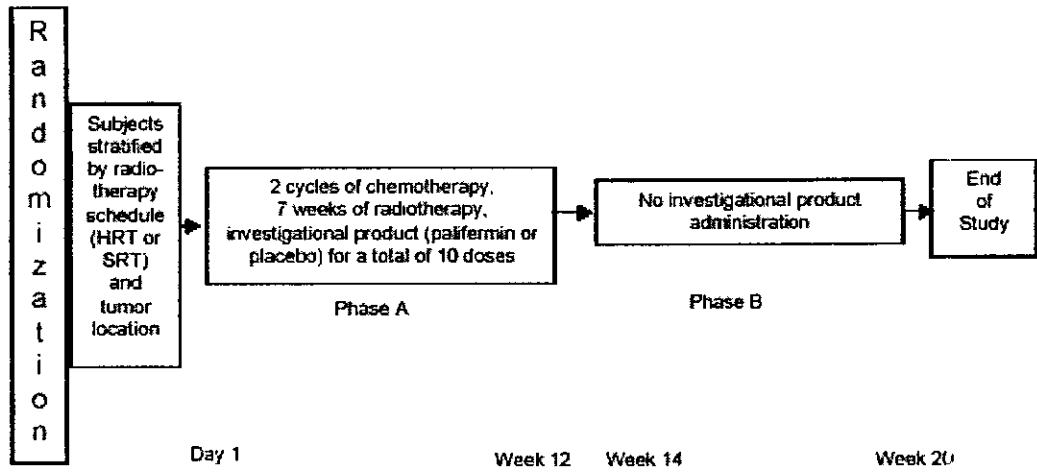 Randomization
Subjects
stratified
by radio-
therapy
schedule
(HRT or
SRT)
and
tumor
location
2 cycles of chemotherapy,
7 weeks of radiotherapy,
investigational product (palifermin or
placebo) for a total of 10 doses
Phase A
No investigational product
administration
Phase B
End
of
Study
Day 1
Week 12
Week 14
Week 20